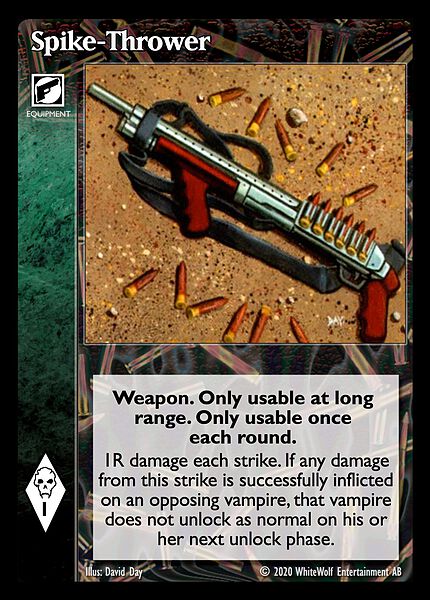 Spike-Thrower
EQUIPMENT
DAY
Weapon. Only usable at long
range. Only usable once
each round.
1R damage each strike. If any damage
from this strike is successfully inflicted
on an opposing vampire, that vampire
does not unlock as normal on his or
her next unlock phase.
1
Illus: David Day
© 2020 WhiteWolf Entertainment AB